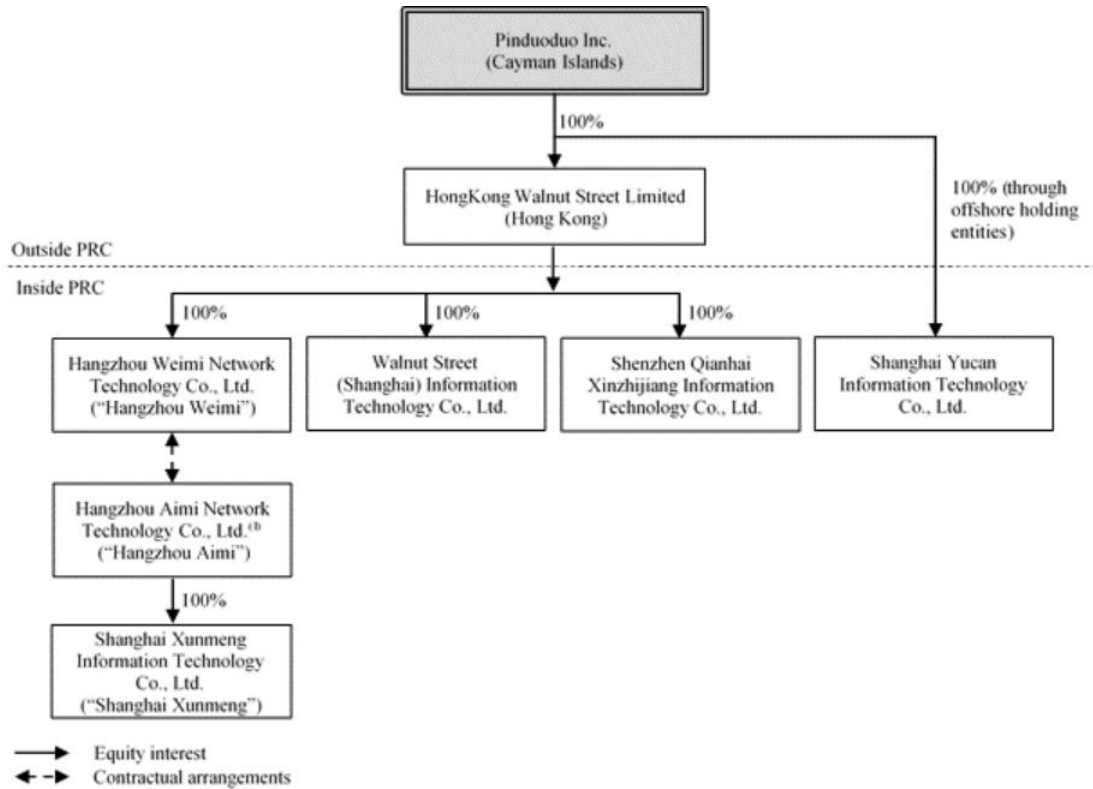 Pinduoduo Inc.
(Cayman Islands)
100%
HongKong Walnut Street Limited
(Hong Kong)
100% (through
offshore holding
entities)
Outside PRC
Inside PRC
100%
100%
100%
Hangzhou Weimi Network
Technology Co., Ltd.
(“Hangzhou Weimi”)
Walnut Street
(Shanghai) Information
Technology Co., Ltd.
Shenzhen Qianhai
Xinzhijiang Information
Technology Co., Ltd.
Shanghai Yucan
Information Technology
Co., Ltd.
Hangzhou Aimi Network
Technology Co., Ltd.(1)
(“Hangzhou Aimi”)
100%
Shanghai Xunmeng
Information Technology
Co., Ltd.
(“Shanghai Xunmeng”)
Equity interest
Contractual arrangements